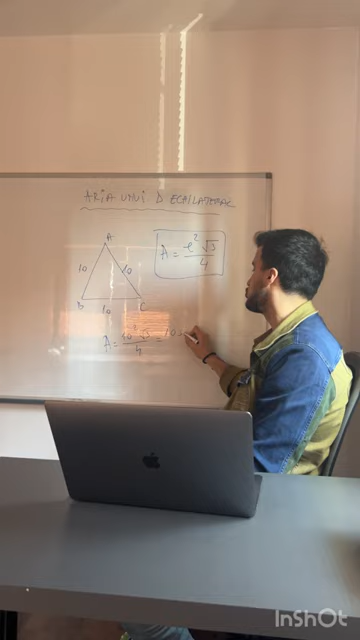 ARIA UNUI Δ ECHILATERAL
A
10 10
B 10 C
A = l² √3 / 4
A = 10² √3 / 4 = 10
InShOt